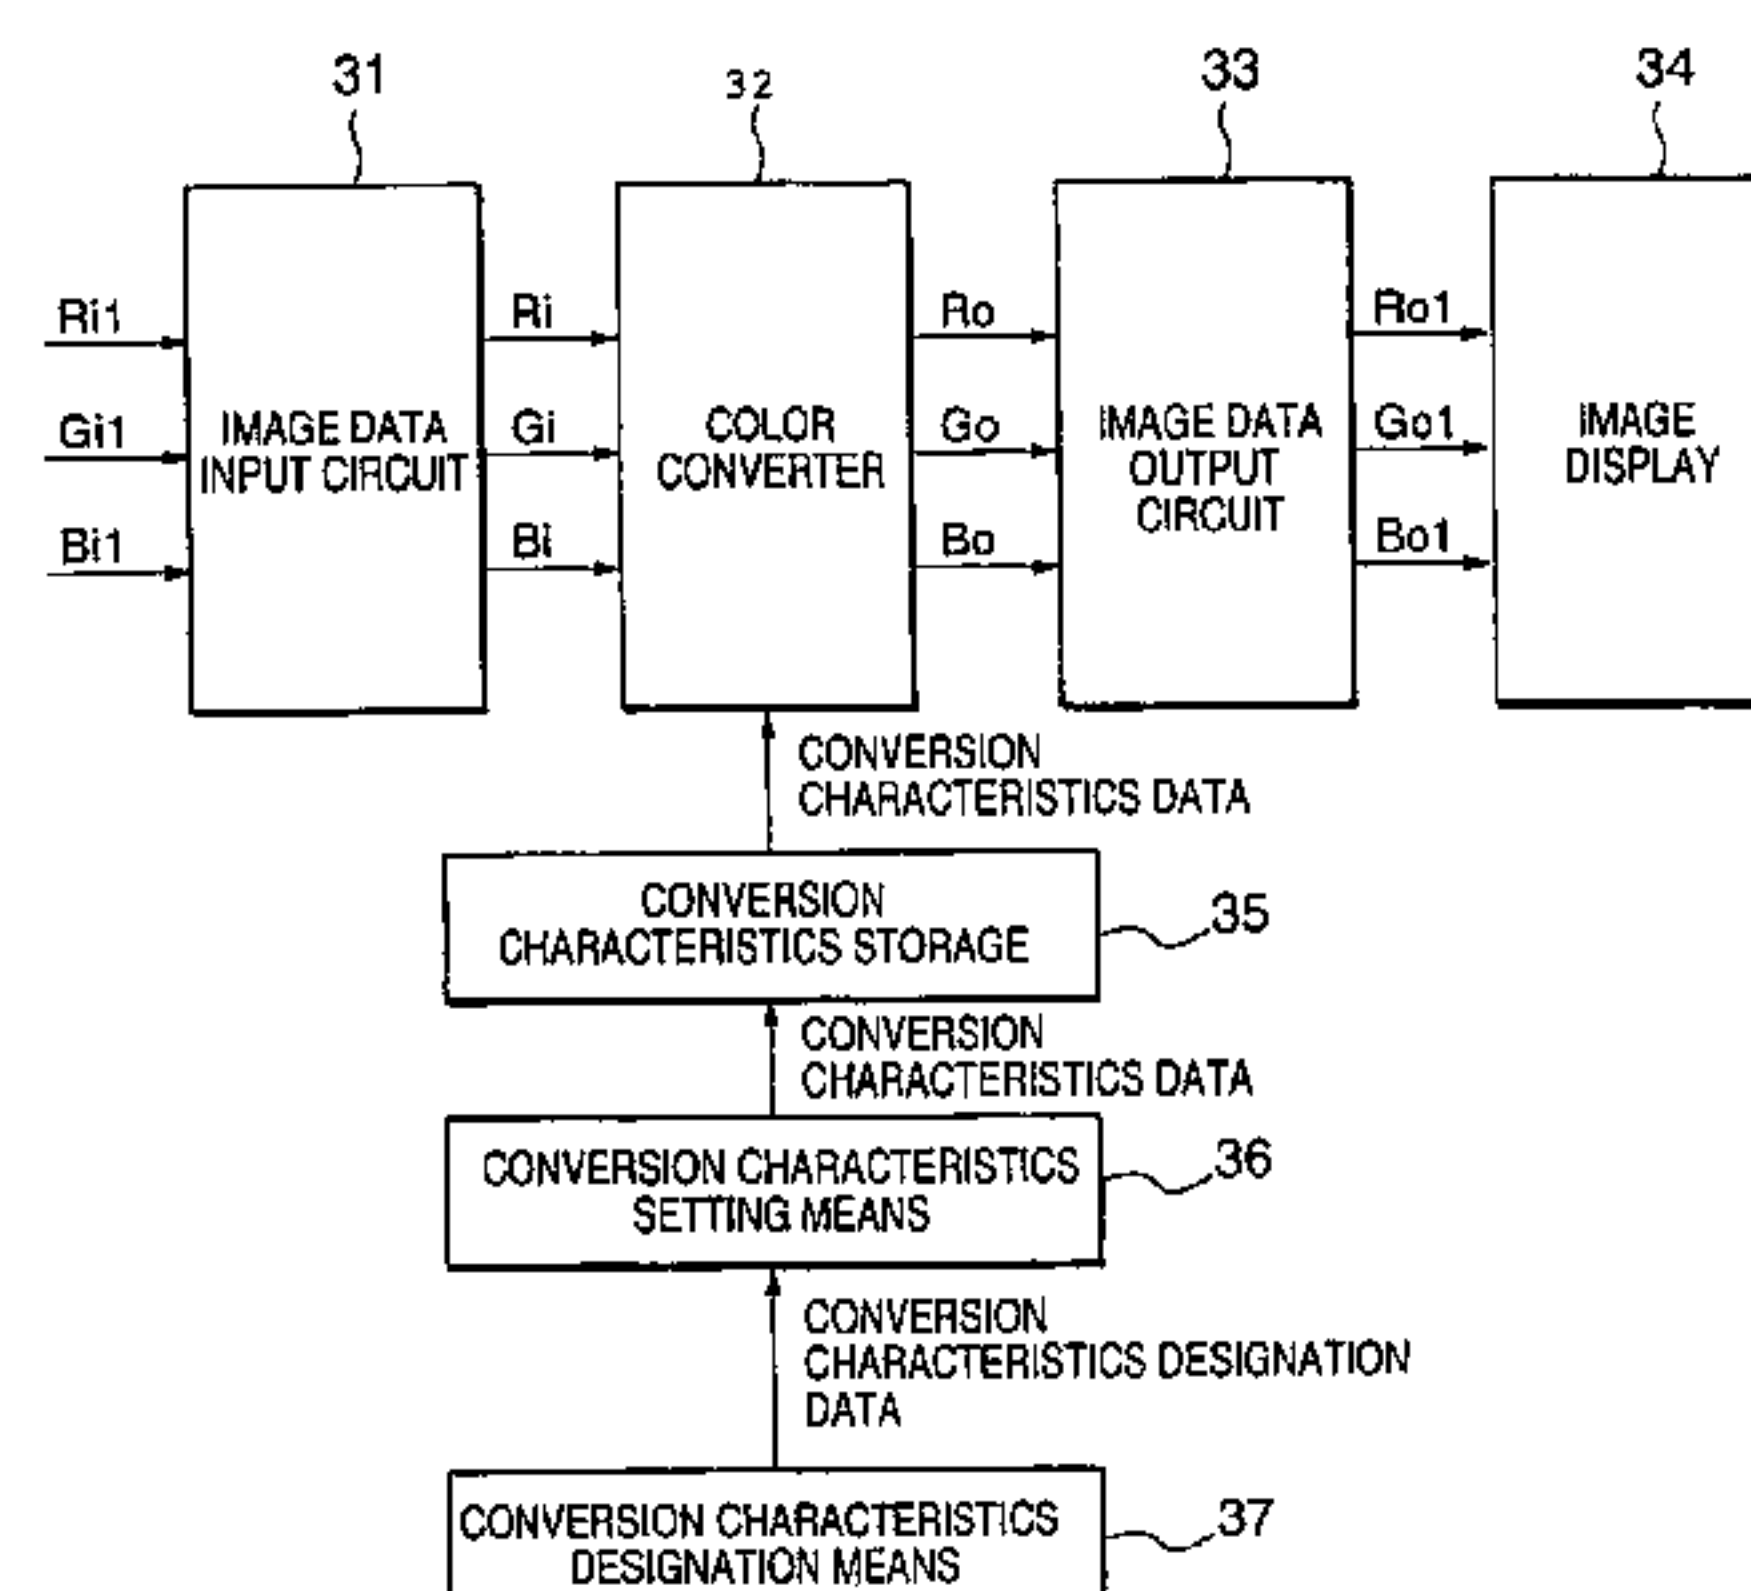 31
32
33
34
Ri1
Ri
Ro
Ro1
Gi1
Gi
Go
Go1
Bi1
Bi
Bo
Bo1
IMAGE DATA
INPUT CIRCUIT
COLOR
CONVERTER
IMAGE DATA
OUTPUT
CIRCUIT
IMAGE
DISPLAY
CONVERSION
CHARACTERISTICS DATA
CONVERSION
CHARACTERISTICS STORAGE
35
CONVERSION
CHARACTERISTICS DATA
CONVERSION CHARACTERISTICS
SETTING MEANS
36
CONVERSION
CHARACTERISTICS DESIGNATION
DATA
CONVERSION CHARACTERISTICS
DESIGNATION MEANS
37